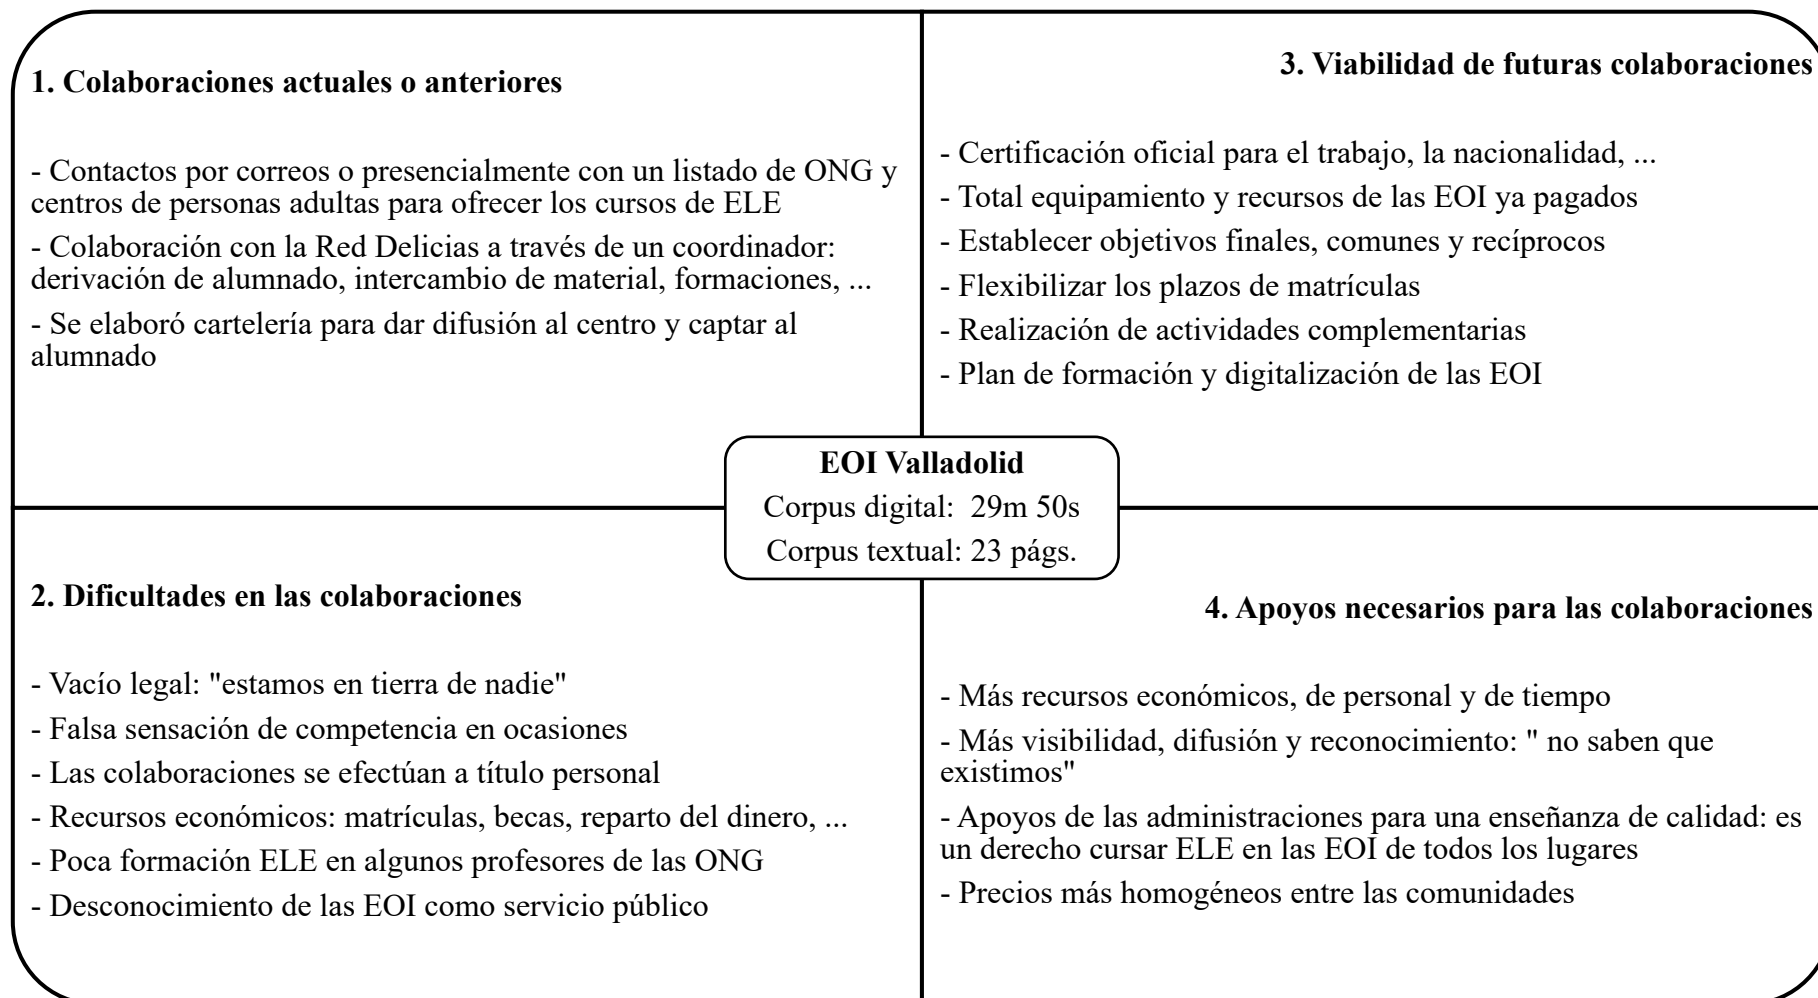 1. Colaboraciones actuales o anteriores
- Contactos por correos o presencialmente con un listado de ONG y
centros de personas adultas para ofrecer los cursos de ELE
- Colaboración con la Red Delicias a través de un coordinador:
derivación de alumnado, intercambio de material, formaciones, ...
- Se elaboró cartelería para dar difusión al centro y captar al
alumnado
2. Dificultades en las colaboraciones
- Vacío legal: "estamos en tierra de nadie"
- Falsa sensación de competencia en ocasiones
- Las colaboraciones se efectúan a título personal
- Recursos económicos: matrículas, becas, reparto del dinero, ...
- Poca formación ELE en algunos profesores de las ONG
- Desconocimiento de las EOI como servicio público
3. Viabilidad de futuras colaboraciones
- Certificación oficial para el trabajo, la nacionalidad, ...
- Total equipamiento y recursos de las EOI ya pagados
- Establecer objetivos finales, comunes y recíprocos
- Flexibilizar los plazos de matrículas
- Realización de actividades complementarias
- Plan de formación y digitalización de las EOI
4. Apoyos necesarios para las colaboraciones
- Más recursos económicos, de personal y de tiempo
- Más visibilidad, difusión y reconocimiento: " no saben que
existimos"
- Apoyos de las administraciones para una enseñanza de calidad: es
un derecho cursar ELE en las EOI de todos los lugares
- Precios más homogéneos entre las comunidades
EOI Valladolid
Corpus digital: 29m 50s
Corpus textual: 23 págs.